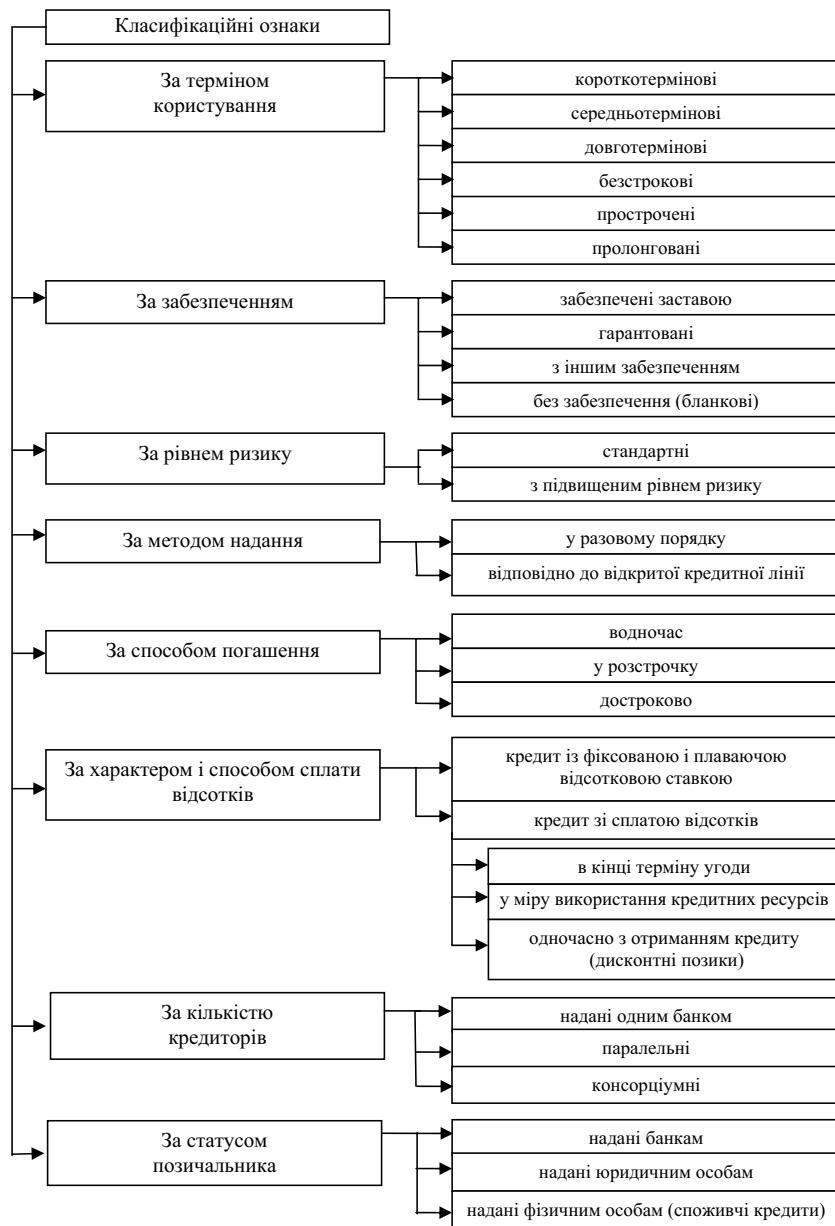 Класифікаційні ознаки
За терміном
користування
короткотермінові
середньотермінові
довготермінові
безстрокові
прострочені
пролонговані
За забезпеченням
забезпечені заставою
гарантовані
з іншим забезпеченням
без забезпечення (бланкові)
За рівнем ризику
стандартні
з підвищеним рівнем ризику
За методом надання
у разовому порядку
відповідно до відкритої кредитної лінії
За способом погашення
водночас
у розстрочку
достроково
За характером і способом сплати
відсотків
кредит із фіксованою і плаваючою
відсотковою ставкою
кредит зі сплатою відсотків
в кінці терміну угоди
у міру використання кредитних ресурсів
одночасно з отриманням кредиту
(дисконтні позики)
За кількістю
кредиторів
надані одним банком
паралельні
консорціумні
За статусом
позичальника
надані банкам
надані юридичним особам
надані фізичним особам (споживчі кредити)